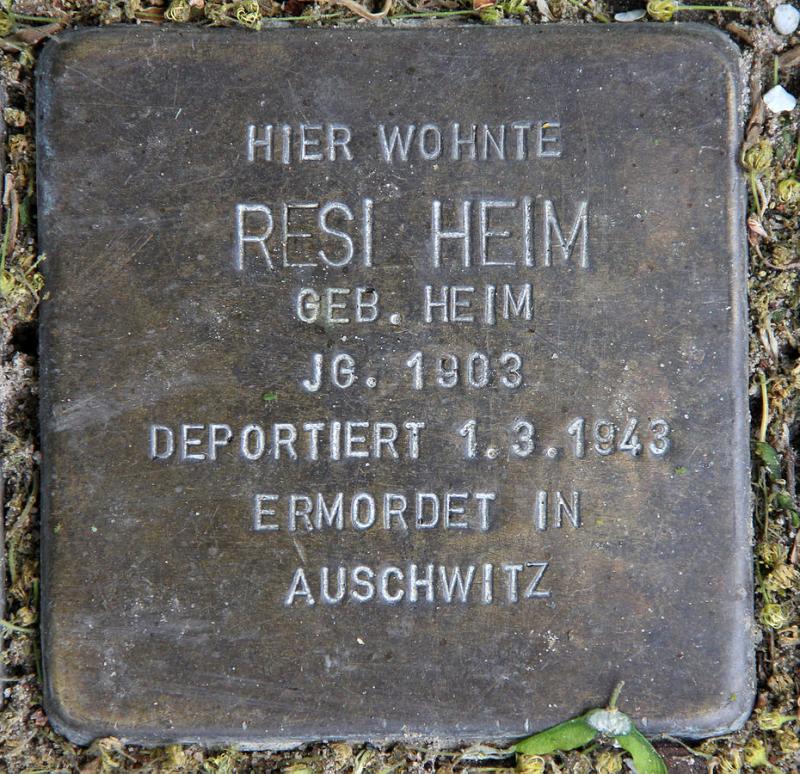 HIER WOHNTE
RESI HEIM
GEB. HEIM
JG. 1903
DEPORTIERT 1.3.1943
ERMORDET IN
AUSCHWITZ